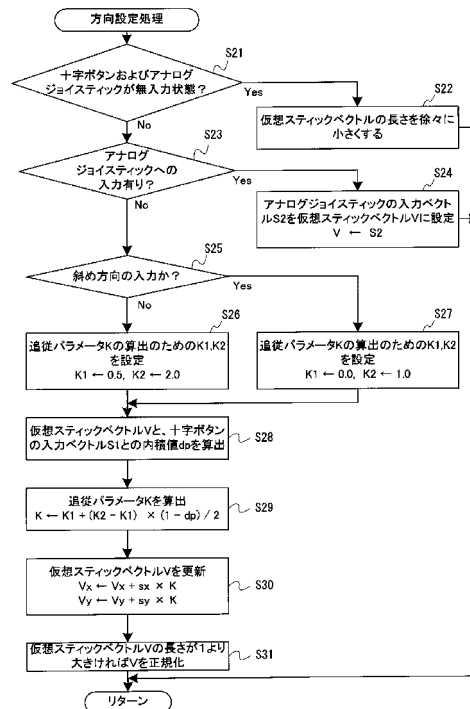 方向設定処理
S21
十字ボタンおよびアナログ
ジョイスティックが無入力状態?
Yes
No
S22
仮想スティックベクトルの長さを徐々に
小さくする
S23
アナログ
ジョイスティックへの
入力有り?
Yes
No
S24
アナログジョイスティックの入力ベクト
ルS2を仮想スティックベクトルVに設定
V ← S2
S25
斜め方向の入力か?
Yes
No
S26
追従パラメータKの算出のためのK1,K2
を設定
K1 ← 0.5, K2 ← 2.0
S27
追従パラメータKの算出のためのK1,K2
を設定
K1 ← 0.0, K2 ← 1.0
仮想スティックベクトルVと、十字ボタン
の入力ベクトルS1との内積値dpを算出
S28
追従パラメータKを算出
K ← K1 + (K2 − K1) × (1 − dp) / 2
S29
仮想スティックベクトルVを更新
Vx ← Vx + sx × K
Vy ← Vy + sy × K
S30
仮想スティックベクトルVの長さが1より
大きければVを正規化
S31
リターン